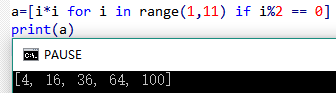 a=[i*i for i in range(1,11) if i%2 == 0]
print(a)
PAUSE
[4, 16, 36, 64, 100]